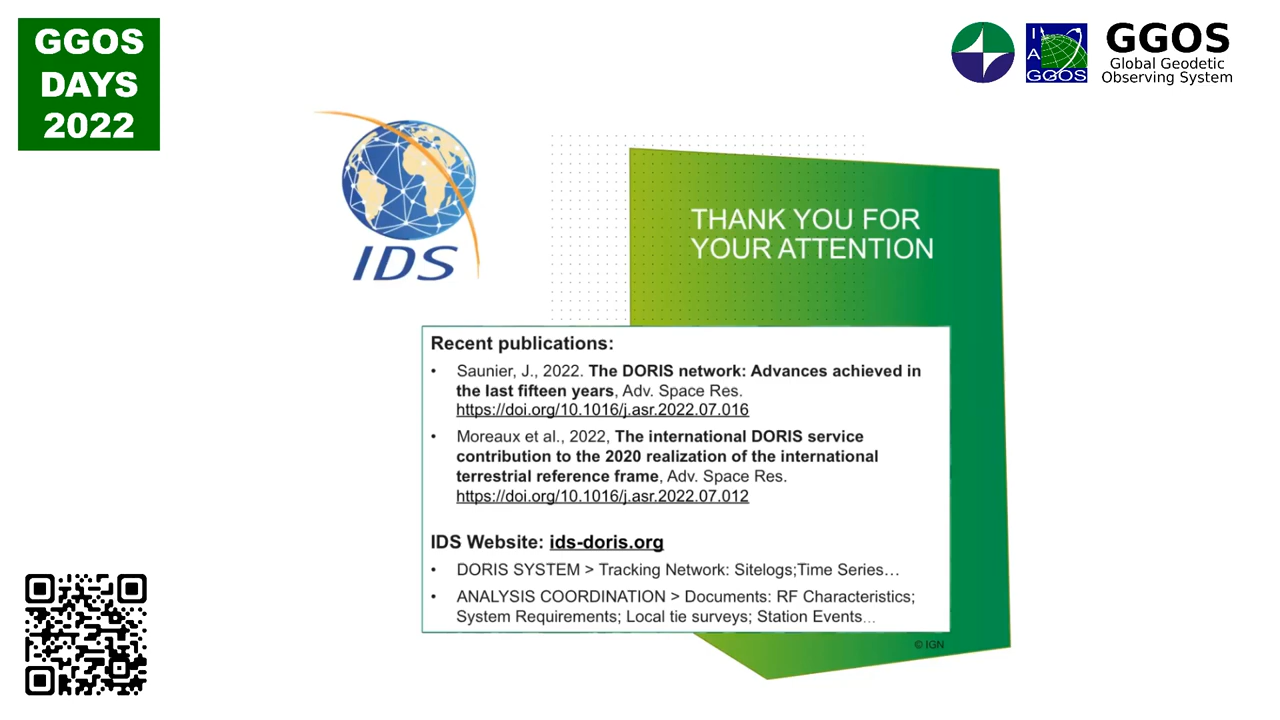 GGOS
DAYS
2022
I
A
G
GGOS
GGOS
Global Geodetic
Observing System
IDS
THANK YOU FOR
YOUR ATTENTION
Recent publications:
• Saunier, J., 2022. The DORIS network: Advances achieved in
the last fifteen years, Adv. Space Res.
https://doi.org/10.1016/j.asr.2022.07.016
• Moreaux et al., 2022, The international DORIS service
contribution to the 2020 realization of the international
terrestrial reference frame, Adv. Space Res.
https://doi.org/10.1016/j.asr.2022.07.012
IDS Website: ids-doris.org
• DORIS SYSTEM > Tracking Network: Sitelogs;Time Series…
• ANALYSIS COORDINATION > Documents: RF Characteristics;
System Requirements; Local tie surveys; Station Events…
© IGN